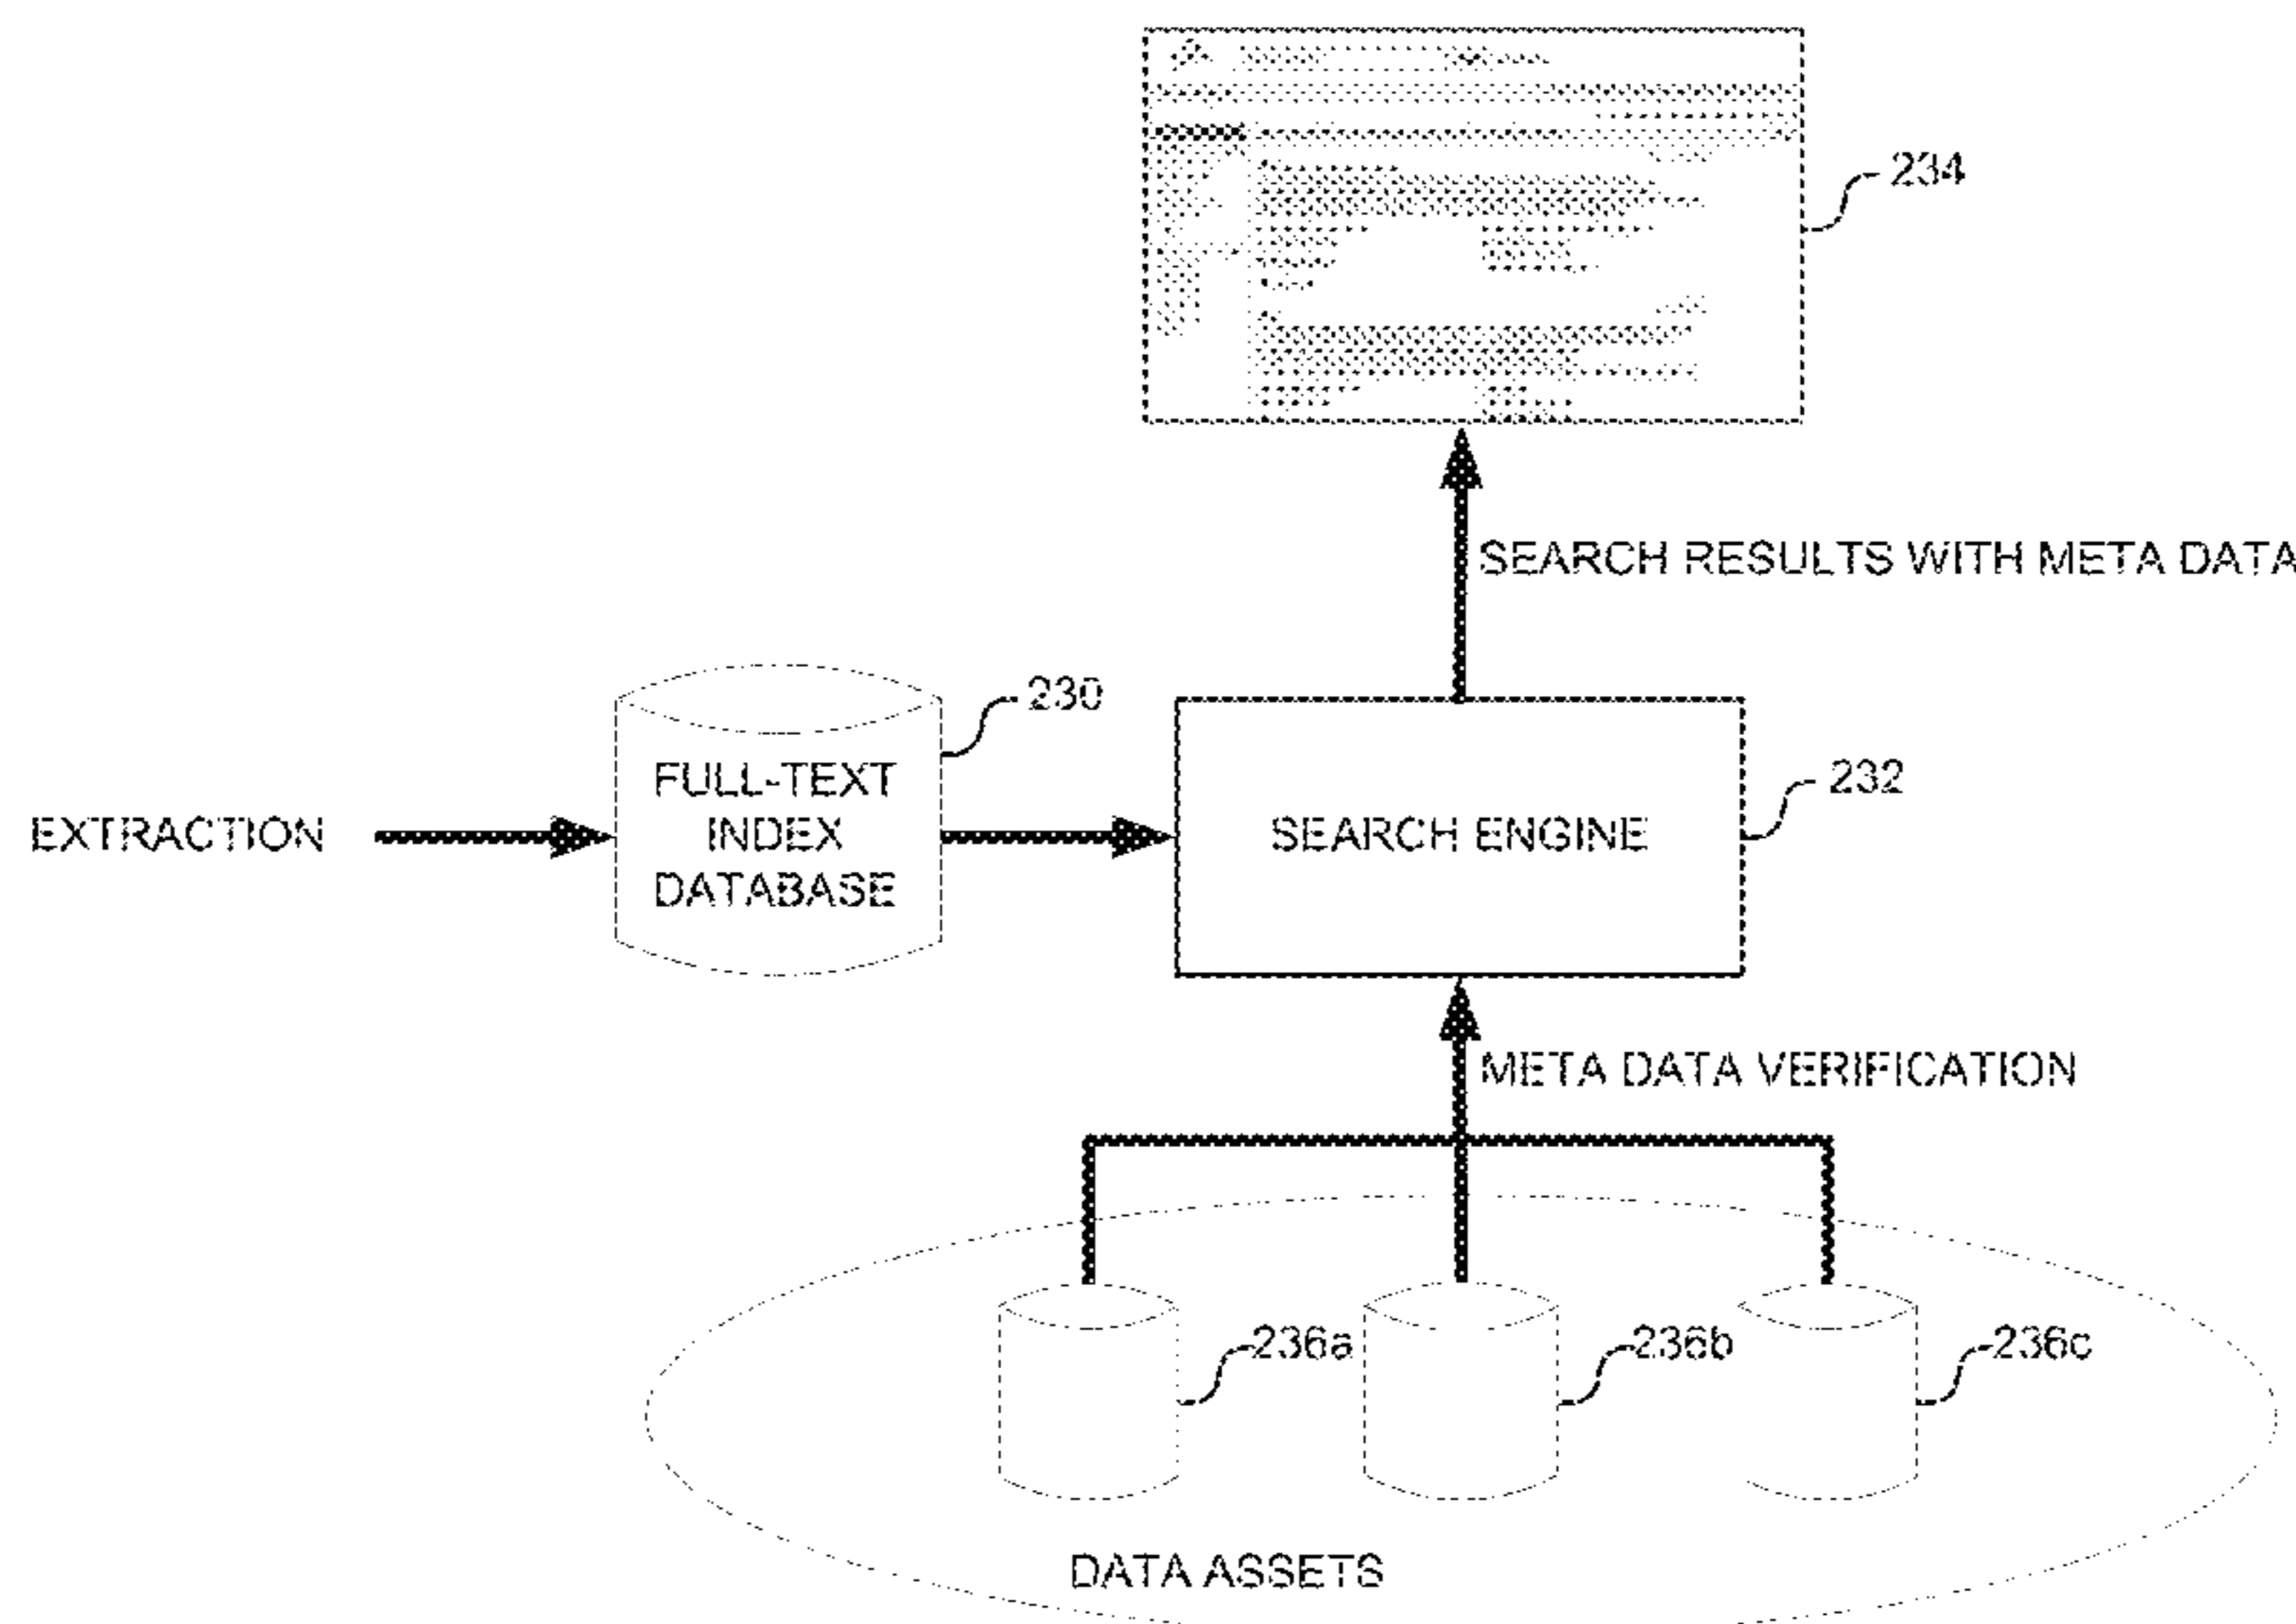 234
SEARCH RESULTS WITH META DATA
230
FULL-TEXT
INDEX
DATABASE
EXTRACTION
SEARCH ENGINE
232
META DATA VERIFICATION
236a
236b
236c
DATA ASSETS